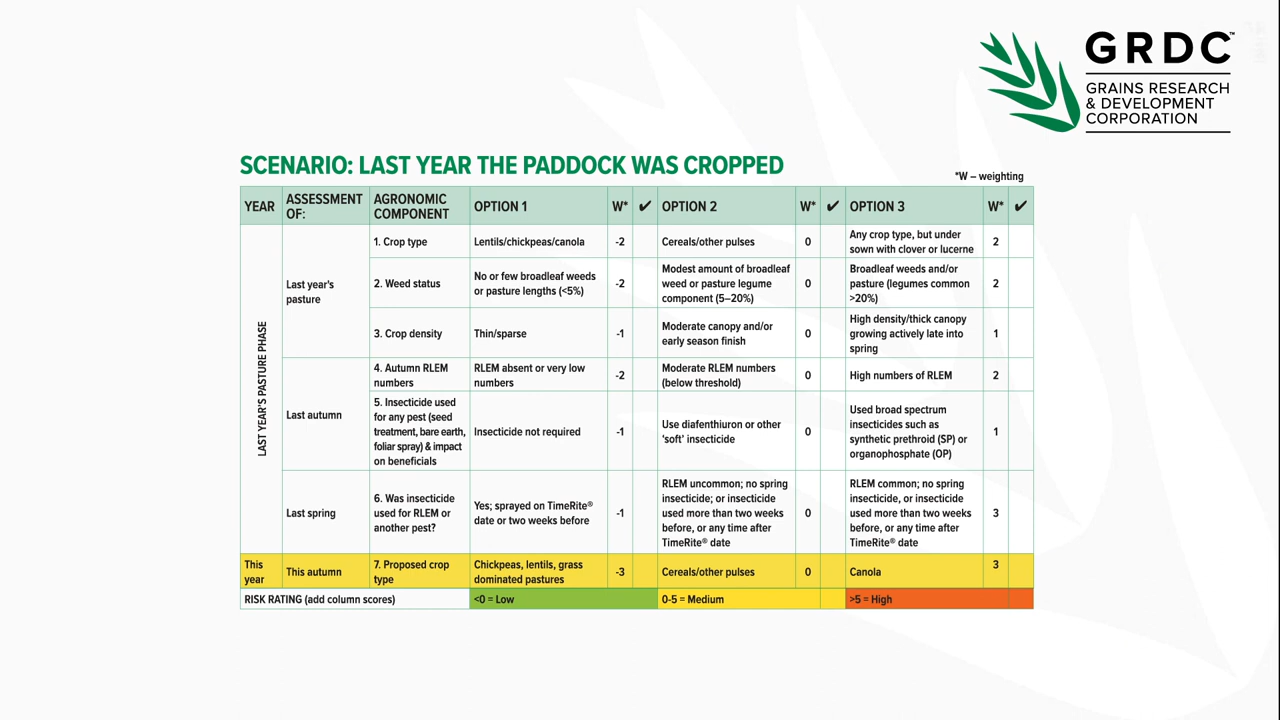 GRDC™
GRAINS RESEARCH
& DEVELOPMENT
CORPORATION
SCENARIO: LAST YEAR THE PADDOCK WAS CROPPED
*W – weighting
YEAR
ASSESSMENT
OF:
AGRONOMIC
COMPONENT
OPTION 1
W*
✔
OPTION 2
W*
✔
OPTION 3
W*
✔
LAST YEAR'S PASTURE PHASE
Last year's
pasture
1. Crop type
Lentils/chickpeas/canola
-2
Cereals/other pulses
0
Any crop type, but under
sown with clover or lucerne
2
2. Weed status
No or few broadleaf weeds
or pasture lengths (<5%)
-2
Modest amount of broadleaf
weed or pasture legume
component (5–20%)
0
Broadleaf weeds and/or
pasture (legumes common
>20%)
2
3. Crop density
Thin/sparse
-1
Moderate canopy and/or
early season finish
0
High density/thick canopy
growing actively late into
spring
1
Last autumn
4. Autumn RLEM
numbers
RLEM absent or very low
numbers
-2
Moderate RLEM numbers
(below threshold)
0
High numbers of RLEM
2
5. Insecticide used
for any pest (seed
treatment, bare earth,
foliar spray) & impact
on beneficials
Insecticide not required
-1
Use diafenthiuron or other
'soft' insecticide
0
Used broad spectrum
insecticides such as
synthetic prethroid (SP) or
organophosphate (OP)
1
Last spring
6. Was insecticide
used for RLEM or
another pest?
Yes; sprayed on TimeRite®
date or two weeks before
-1
RLEM uncommon; no spring
insecticide; or insecticide
used more than two weeks
before, or any time after
TimeRite® date
0
RLEM common; no spring
insecticide, or insecticide
used more than two weeks
before, or any time after
TimeRite® date
3
This
year
This autumn
7. Proposed crop
type
Chickpeas, lentils, grass
dominated pastures
-3
Cereals/other pulses
0
Canola
3
RISK RATING (add column scores)
<0 = Low
0-5 = Medium
>5 = High